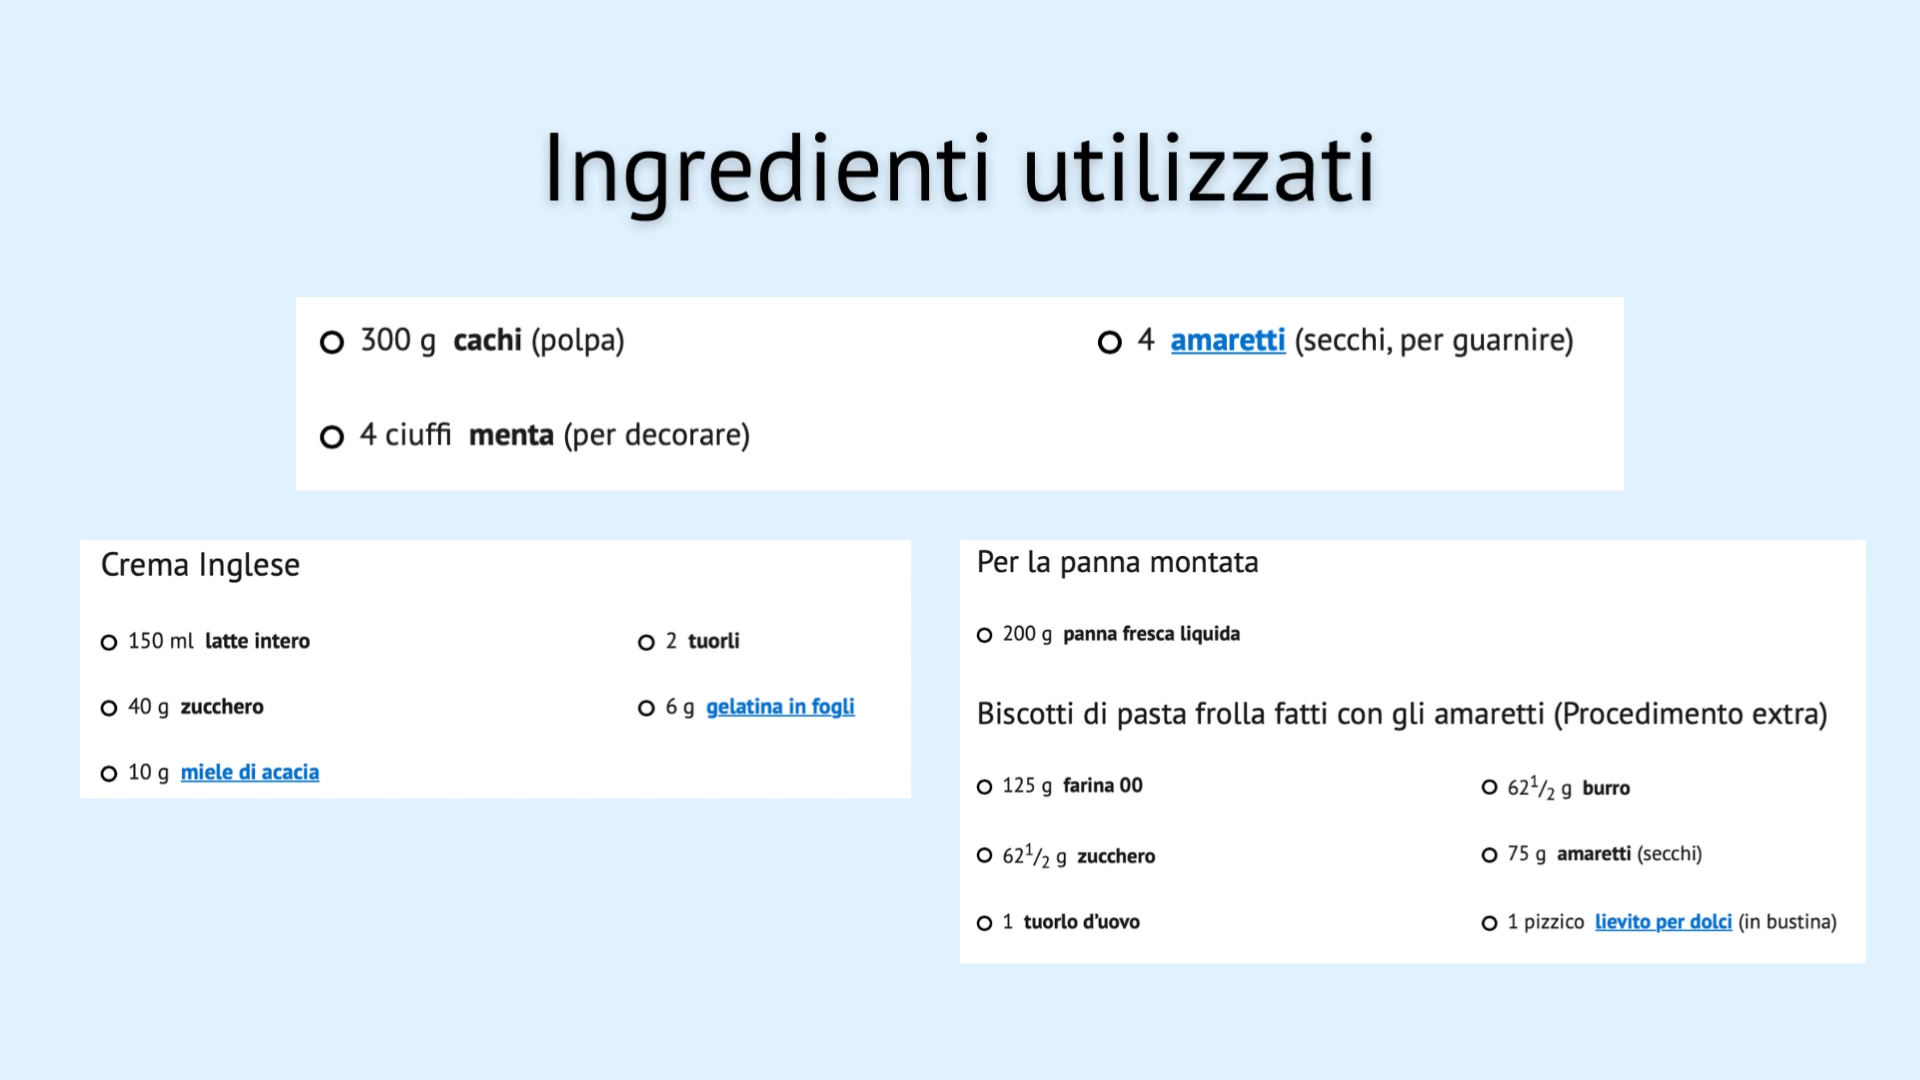 Ingredienti utilizzati
300 g cachi (polpa)
4 amaretti (secchi, per guarnire)
4 ciuffi menta (per decorare)
Crema Inglese
150 ml latte intero
2 tuorli
40 g zucchero
6 g gelatina in fogli
10 g miele di acacia
Per la panna montata
200 g panna fresca liquida
Biscotti di pasta frolla fatti con gli amaretti (Procedimento extra)
125 g farina 00
62 1/2 g burro
62 1/2 g zucchero
75 g amaretti (secchi)
1 tuorlo d'uovo
1 pizzico lievito per dolci (in bustina)